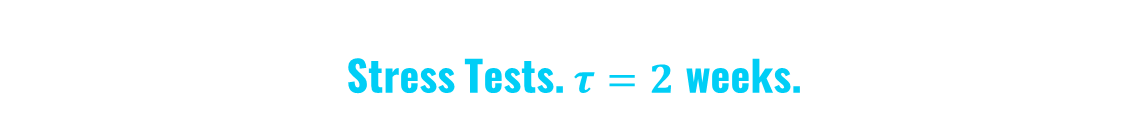 Stress Tests. τ = 2 weeks.